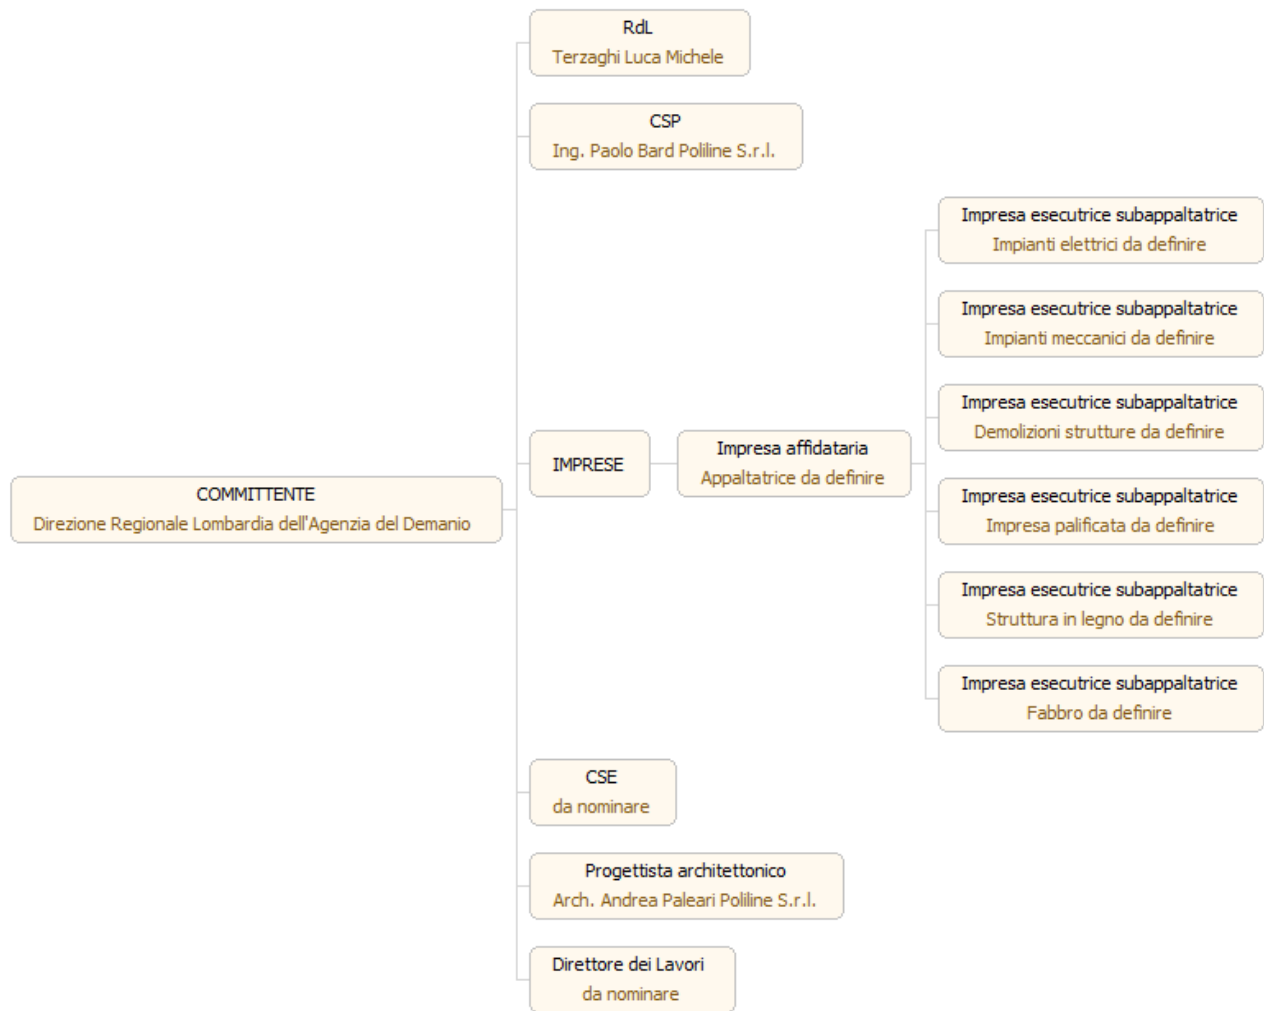 RdL
Terzaghi Luca Michele
CSP
Ing. Paolo Bard Poliline S.r.l.
Impresa esecutrice subappaltatrice
Impianti elettrici da definire
Impresa esecutrice subappaltatrice
Impianti meccanici da definire
Impresa esecutrice subappaltatrice
Demolizioni strutture da definire
IMPRESE
Impresa affidataria
Appaltatrice da definire
COMMITTENTE
Direzione Regionale Lombardia dell'Agenzia del Demanio
Impresa esecutrice subappaltatrice
Impresa palificata da definire
Impresa esecutrice subappaltatrice
Struttura in legno da definire
Impresa esecutrice subappaltatrice
Fabbro da definire
CSE
da nominare
Progettista architettonico
Arch. Andrea Paleari Poliline S.r.l.
Direttore dei Lavori
da nominare